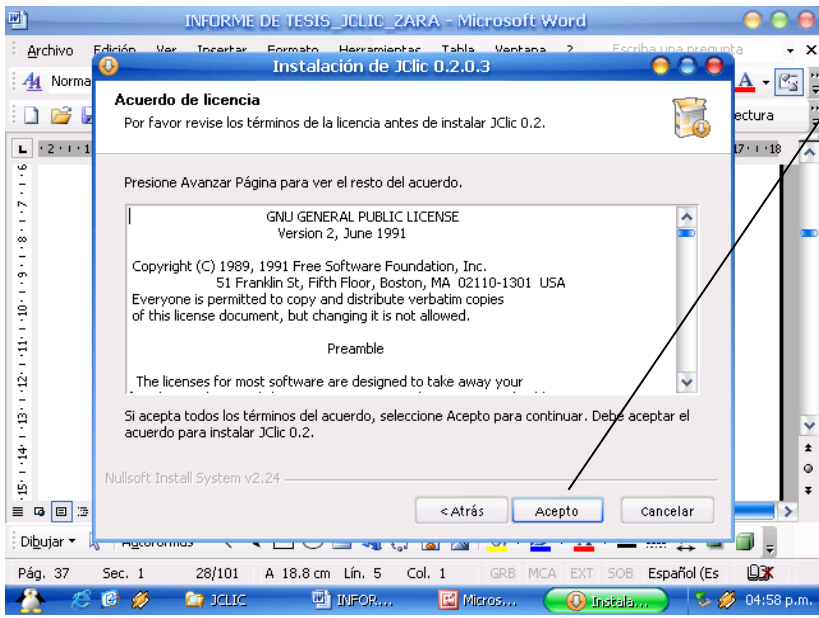 INFORME DE TESIS_JCLIC_ZARA - Microsoft Word
Archivo Edición Ver Insertar Formato Herramientas Tabla Ventana ? Escriba una pregunta
Instalación de JClic 0.2.0.3
Norma
Acuerdo de licencia
Por favor revise los términos de la licencia antes de instalar JClic 0.2.
ectura
Presione Avanzar Página para ver el resto del acuerdo.
GNU GENERAL PUBLIC LICENSE
Version 2, June 1991
Copyright (C) 1989, 1991 Free Software Foundation, Inc.
51 Franklin St, Fifth Floor, Boston, MA 02110-1301 USA
Everyone is permitted to copy and distribute verbatim copies
of this license document, but changing it is not allowed.
Preamble
The licenses for most software are designed to take away your
Si acepta todos los términos del acuerdo, seleccione Acepto para continuar. Debe aceptar el
acuerdo para instalar JClic 0.2.
Nullsoft Install System v2.24
< Atrás Acepto Cancelar
Dibujar Autoformas
Pág. 37 Sec. 1 28/101 A 18.8 cm Lín. 5 Col. 1 GRB MCA EXT SOB Español (Es
JCLIC INFOR... Micros... Instala... 04:58 p.m.